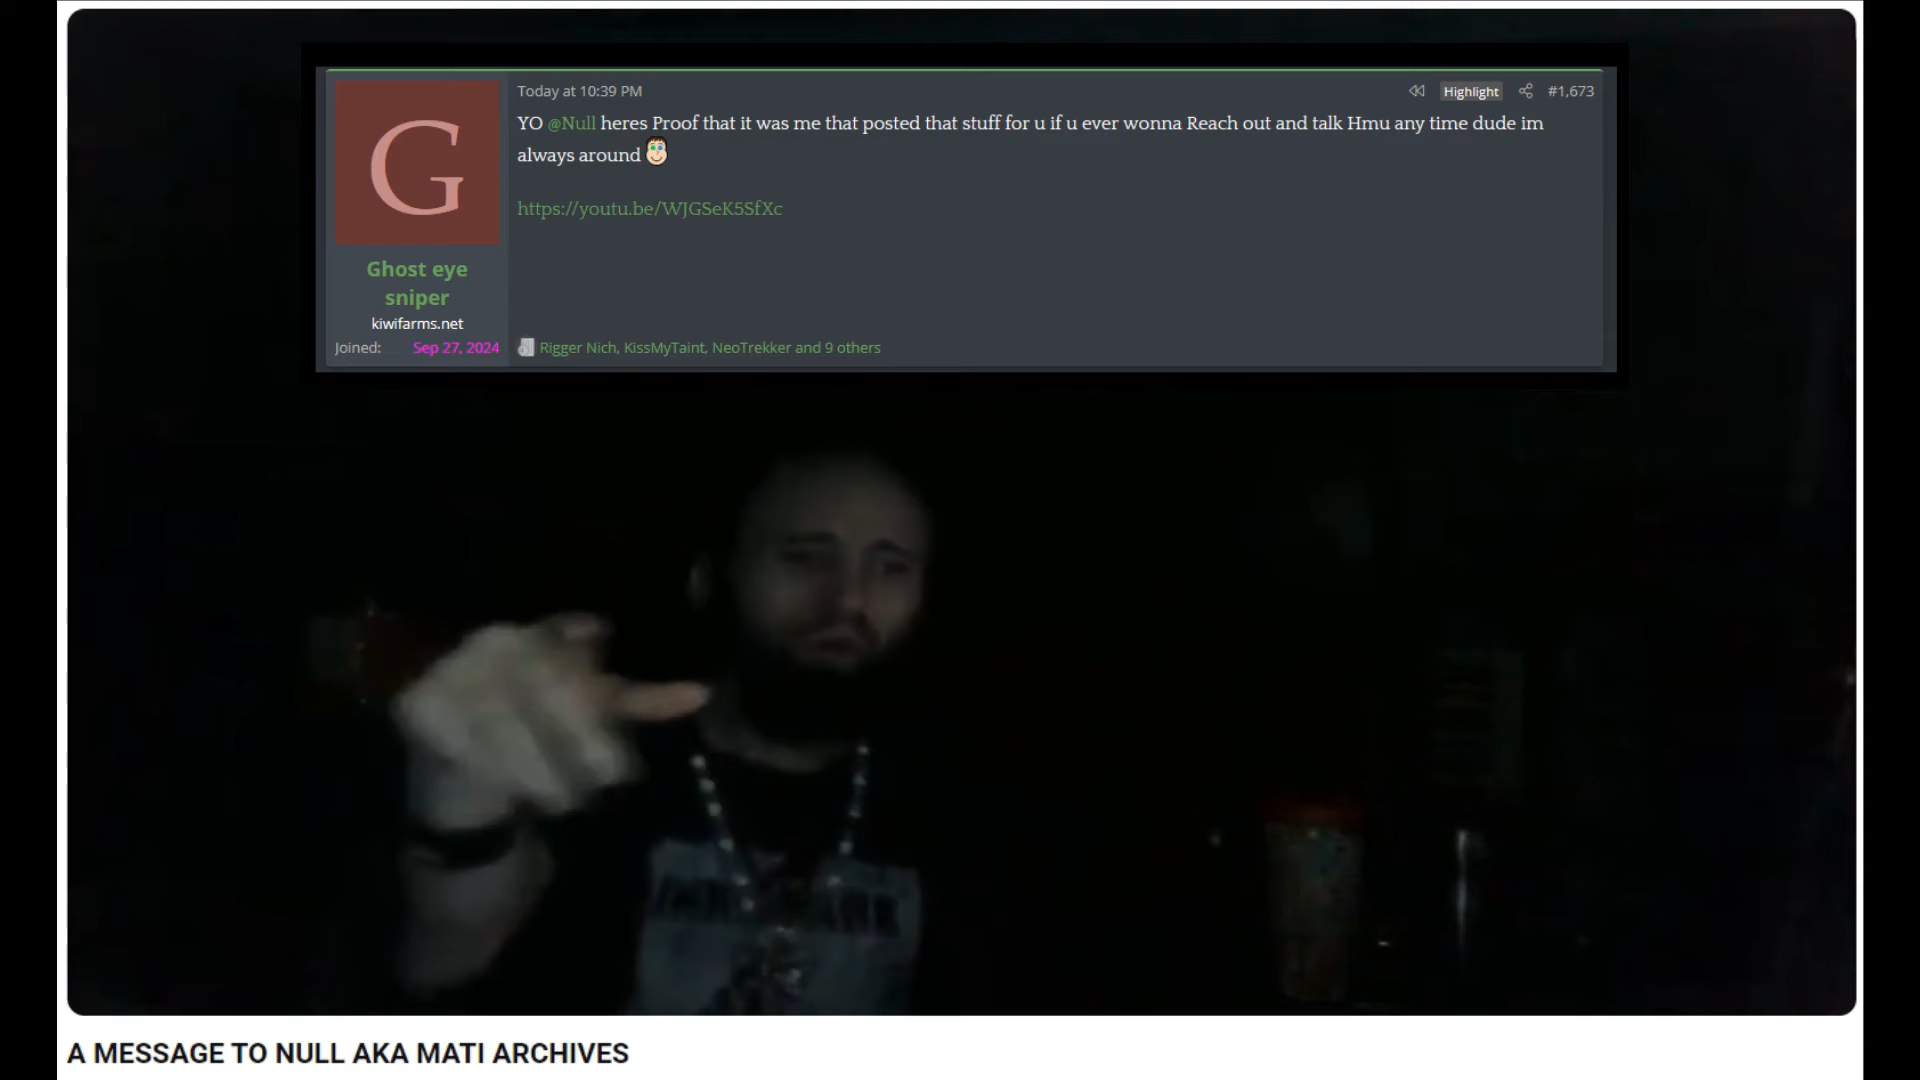 Today at 10:39 PM
Highlight
#1,673
YO @Null heres Proof that it was me that posted that stuff for u if u ever wonna Reach out and talk Hmu any time dude im
always around
https://youtu.be/WJGSeK5SfXc
G
Ghost eye
sniper
kiwifarms.net
Joined: Sep 27, 2024
Rigger Nich, KissMyTaint, NeoTrekker and 9 others
A MESSAGE TO NULL AKA MATI ARCHIVES